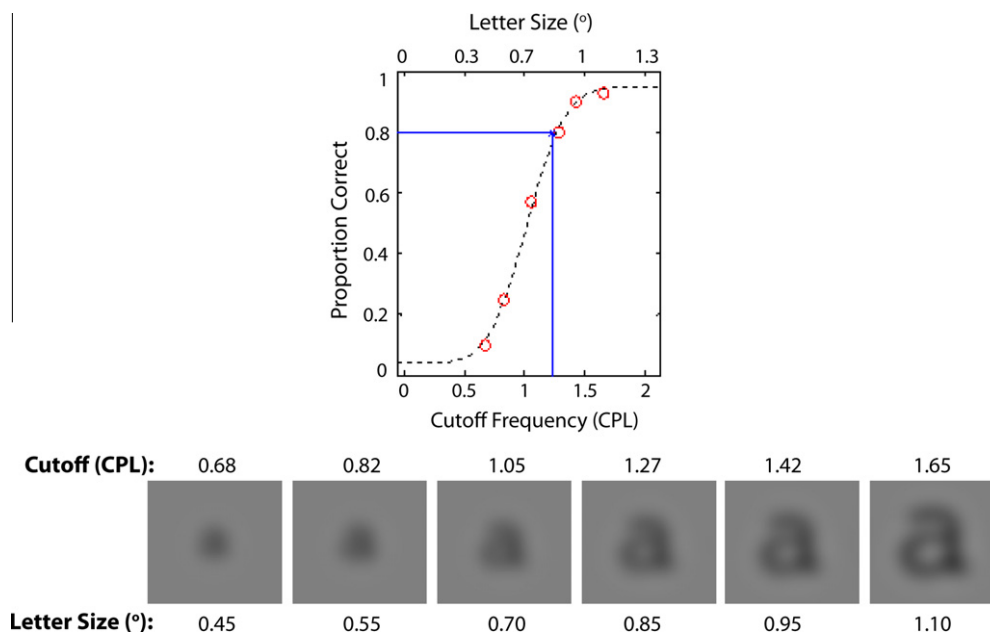 Letter Size (º)
0 0.3 0.7 1 1.3
1
0.8
0.6
0.4
0.2
0
Proportion Correct
0 0.5 1 1.5 2
Cutoff Frequency (CPL)
Cutoff (CPL): 0.68 0.82 1.05 1.27 1.42 1.65
a a a a a a
Letter Size (º): 0.45 0.55 0.70 0.85 0.95 1.10